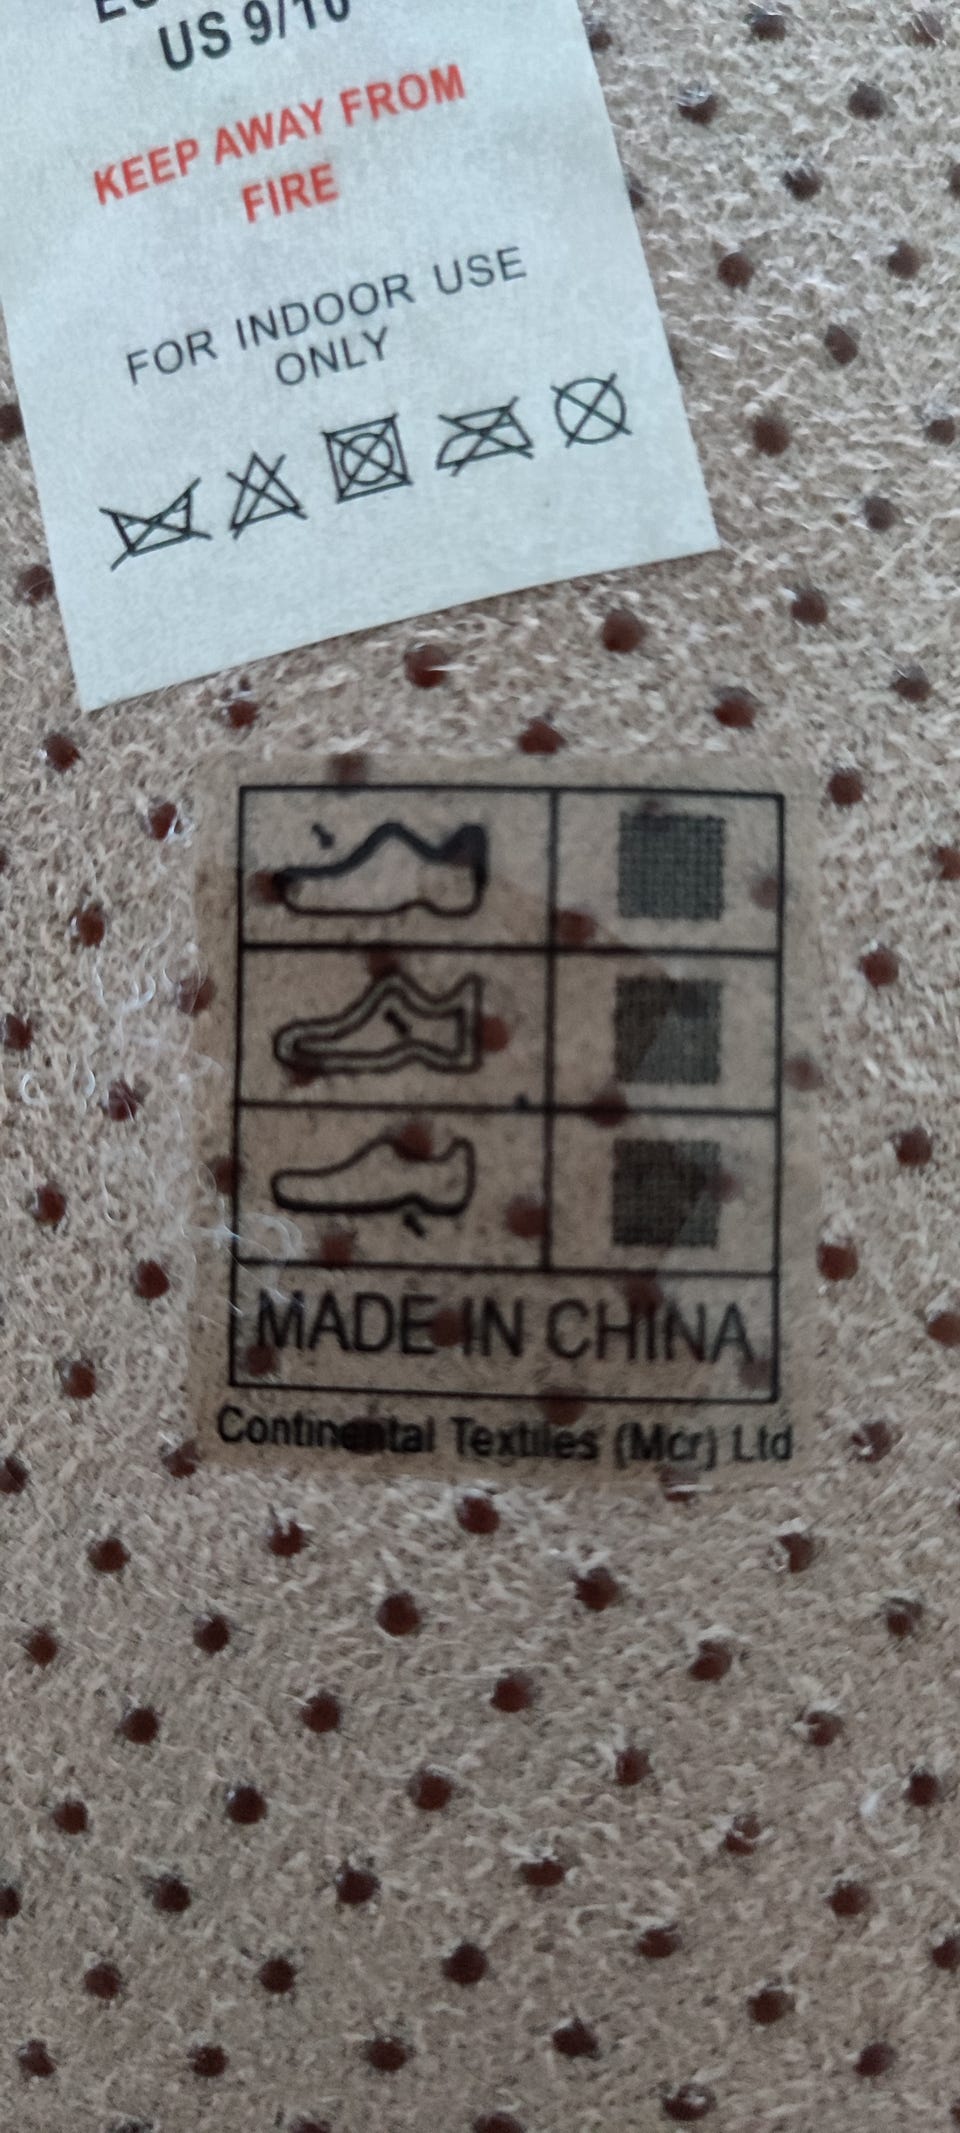 US 9/10
KEEP AWAY FROM
FIRE
FOR INDOOR USE
ONLY
MADE IN CHINA
Continental Textiles (Mcr) Ltd